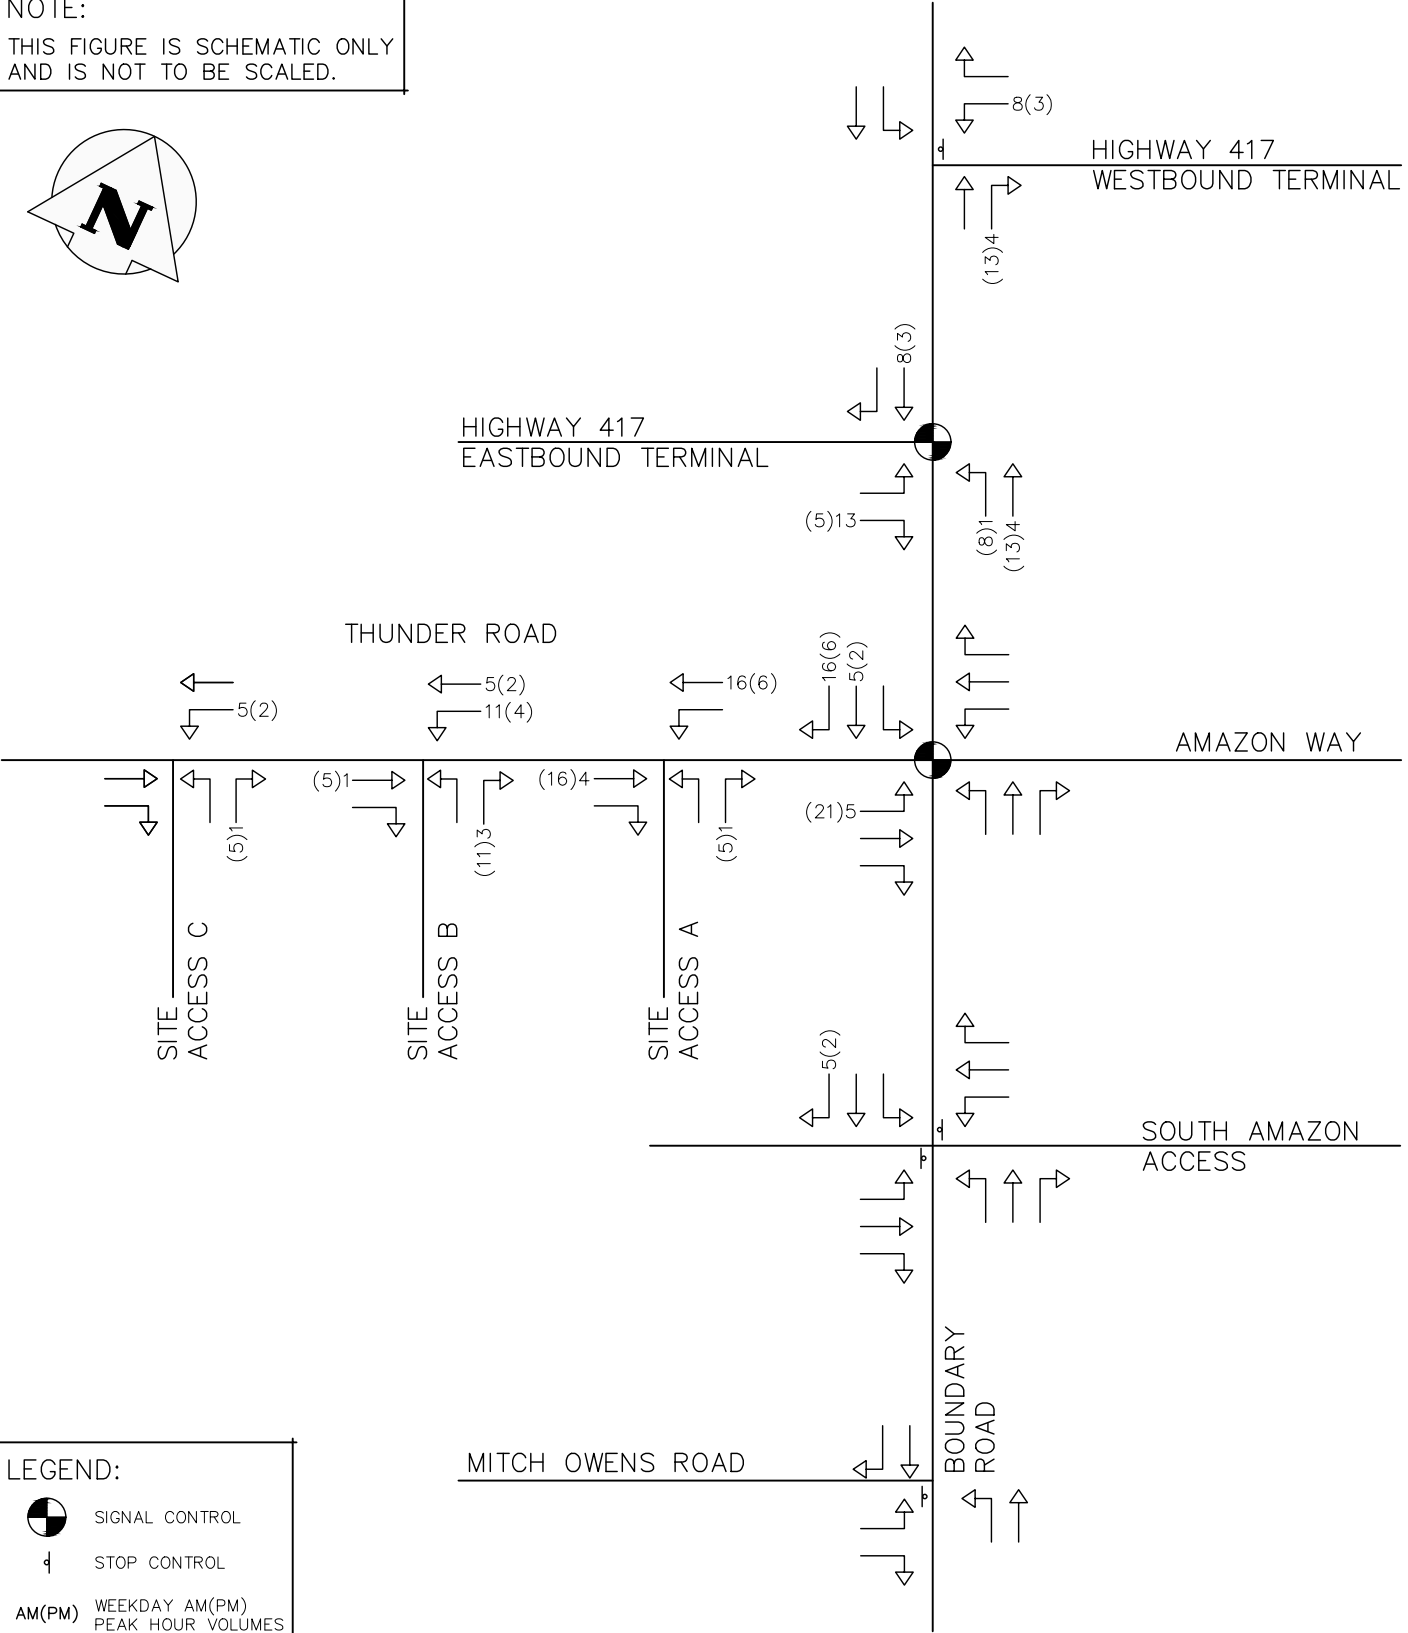 NOTE:
THIS FIGURE IS SCHEMATIC ONLY
AND IS NOT TO BE SCALED.
N
8(3)
HIGHWAY 417
WESTBOUND TERMINAL
(13)4
8(3)
HIGHWAY 417
EASTBOUND TERMINAL
(5)13
(8)1
(13)4
THUNDER ROAD
16(6)
5(2)
5(2)
5(2)
11(4)
16(6)
AMAZON WAY
(5)1
(16)4
(21)5
(5)1
(11)3
(5)1
SITE
ACCESS C
SITE
ACCESS B
SITE
ACCESS A
5(2)
SOUTH AMAZON
ACCESS
BOUNDARY
ROAD
MITCH OWENS ROAD
LEGEND:
SIGNAL CONTROL
STOP CONTROL
AM(PM)
WEEKDAY AM(PM)
PEAK HOUR VOLUMES